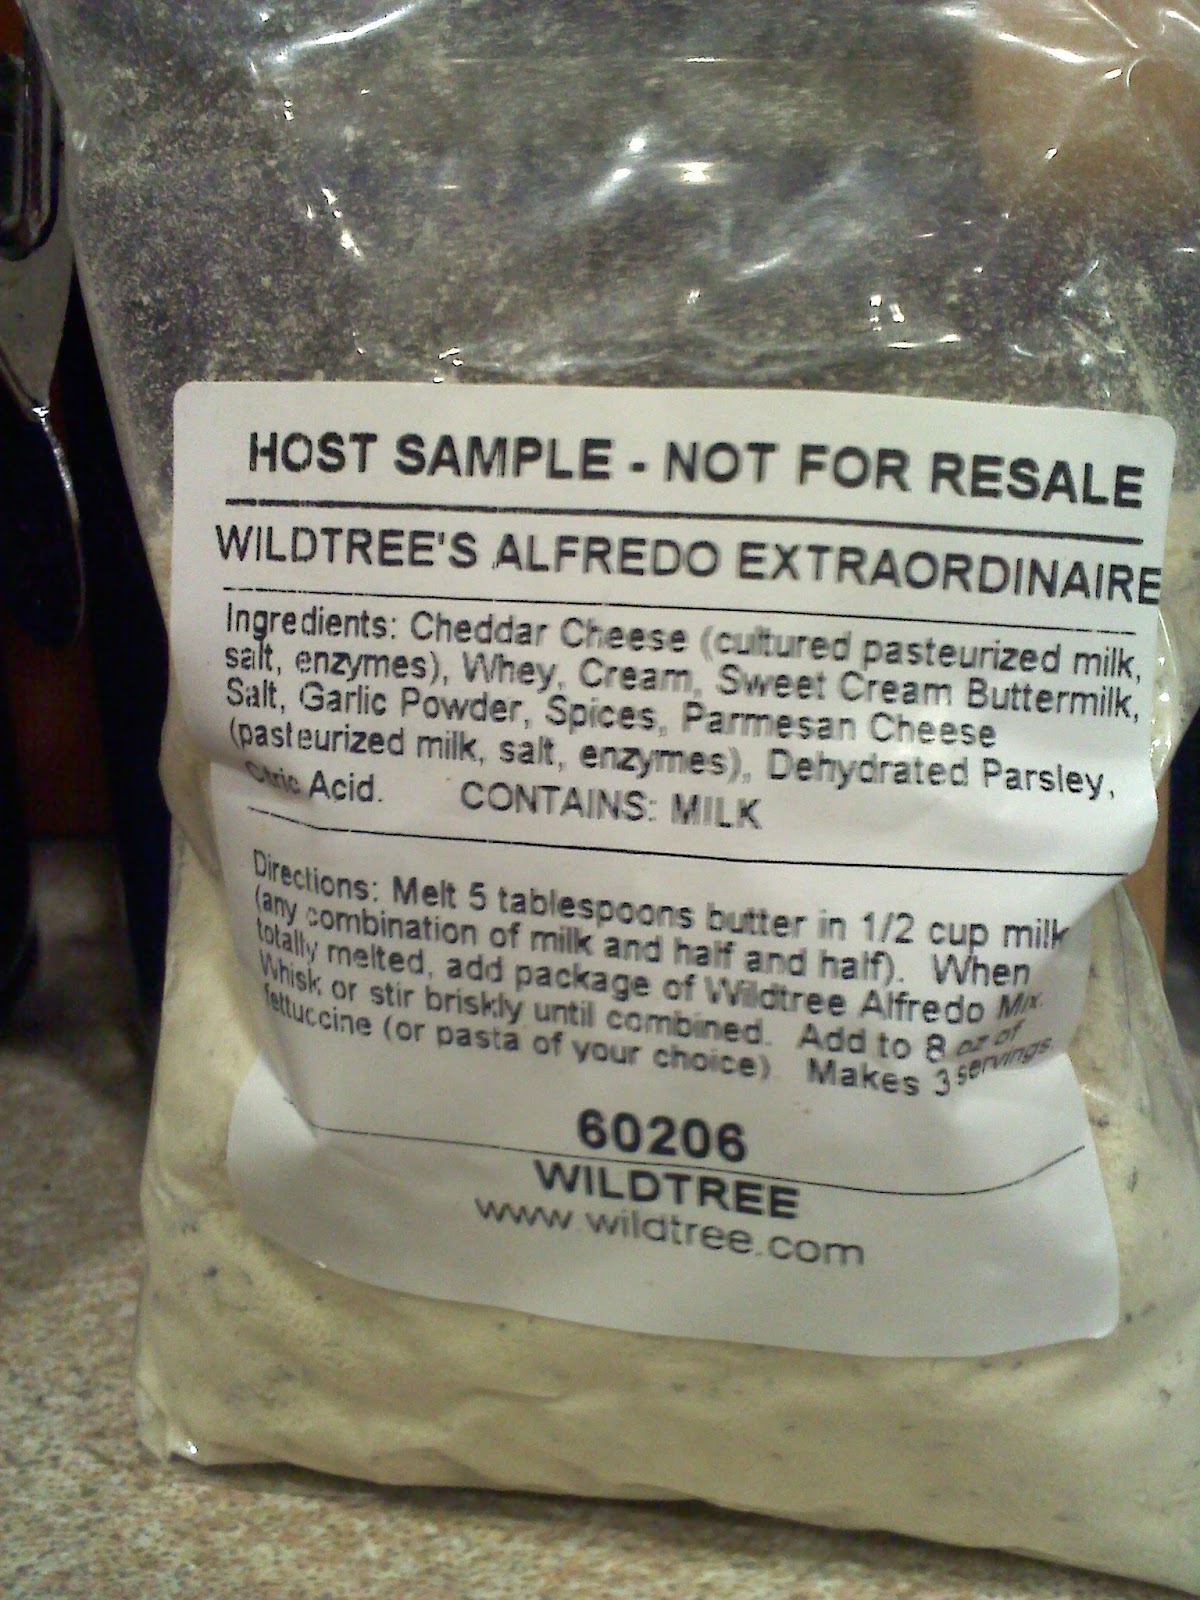 HOST SAMPLE - NOT FOR RESALE
WILDTREE'S ALFREDO EXTRAORDINAIRE
Ingredients: Cheddar Cheese (cultured pasteurized milk,
salt, enzymes), Whey, Cream, Sweet Cream Buttermilk,
Salt, Garlic Powder, Spices, Parmesan Cheese
(pasteurized milk, salt, enzymes), Dehydrated Parsley,
Citric Acid. CONTAINS: MILK
Directions: Melt 5 tablespoons butter in 1/2 cup milk
(any combination of milk and half and half). When
totally melted, add package of Wildtree Alfredo Mix.
Whisk or stir briskly until combined. Add to 8 oz of
fettuccine (or pasta of your choice). Makes 3 servings.
60206
WILDTREE
www.wildtree.com